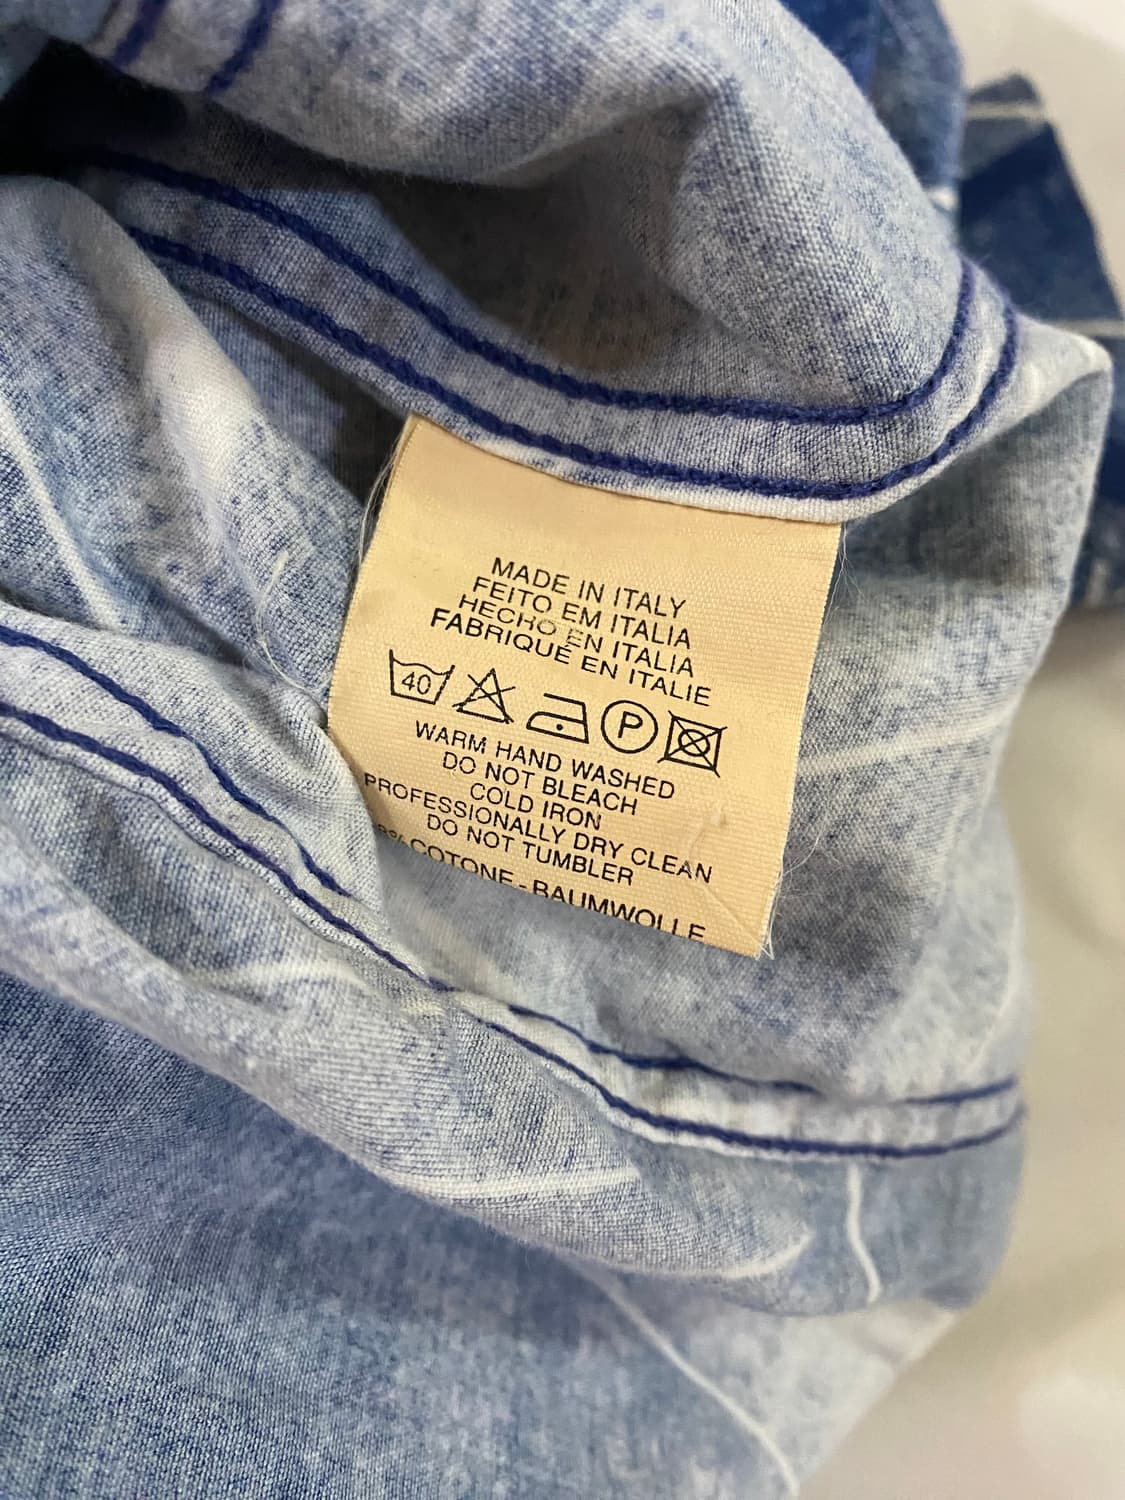 MADE IN ITALY
FEITO EM ITALIA
HECHO EN ITALIA
FABRIQUÉ EN ITALIE
40 P
WARM HAND WASHED
DO NOT BLEACH
COLD IRON
PROFESSIONALLY DRY CLEAN
DO NOT TUMBLER
COTONE - BAUMWOLLE